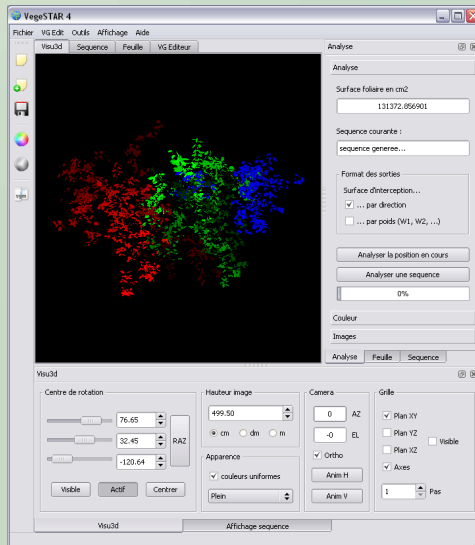 VegeSTAR 4
Fichier VG Edit Outils Affichage Aide
Visu3d Sequence Feuille VG Editeur
Analyse
Analyse
Surface foliaire en cm2
131372.856901
Sequence courante :
sequence generee...
Format des sorties
Surface d'interception...
... par direction
... par poids (W1, W2, ...)
Analyser la position en cours
Analyser une sequence
0%
Couleur
Images
Analyse Feuille Sequence
Visu3d
Centre de rotation
76.65
32.45
-120.64
RAZ
Visible Actif Centrer
Hauteur image
499.50
cm dm m
Apparence
couleurs uniformes
Plein
Camera
0 AZ
-0 EL
Ortho
Anim H
Anim V
Grille
Plan XY
Plan YZ
Plan XZ
Visible
Axes
1 Pas
Visu3d Affichage sequence